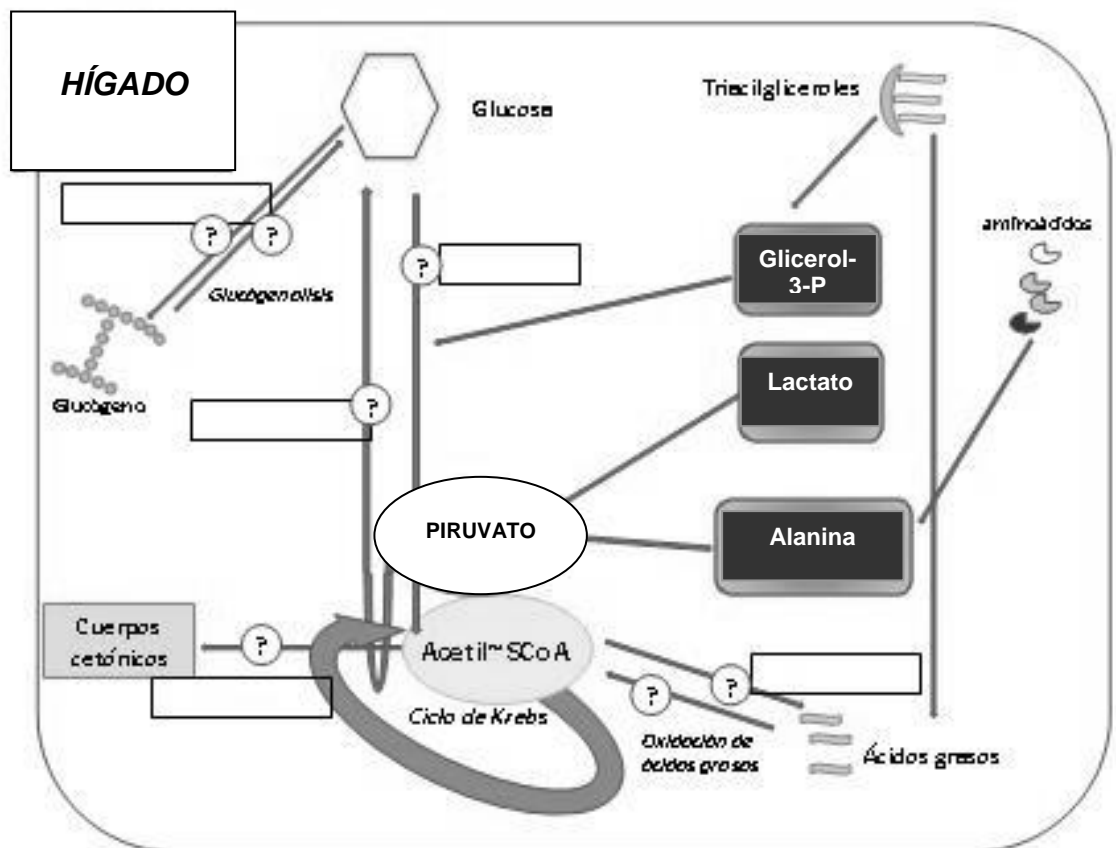 HÍGADO
Glucosa
Triacilgliceroles
aminoácidos
?
?
?
Glicerol-
3-P
Glucógenolisis
Lactato
?
Glucógeno
PIRUVATO
Alanina
Cuerpos
cetónicos
?
Acetil~SCoA
?
?
Ciclo de Krebs
Oxidación de
ácidos grasos
Ácidos grasos